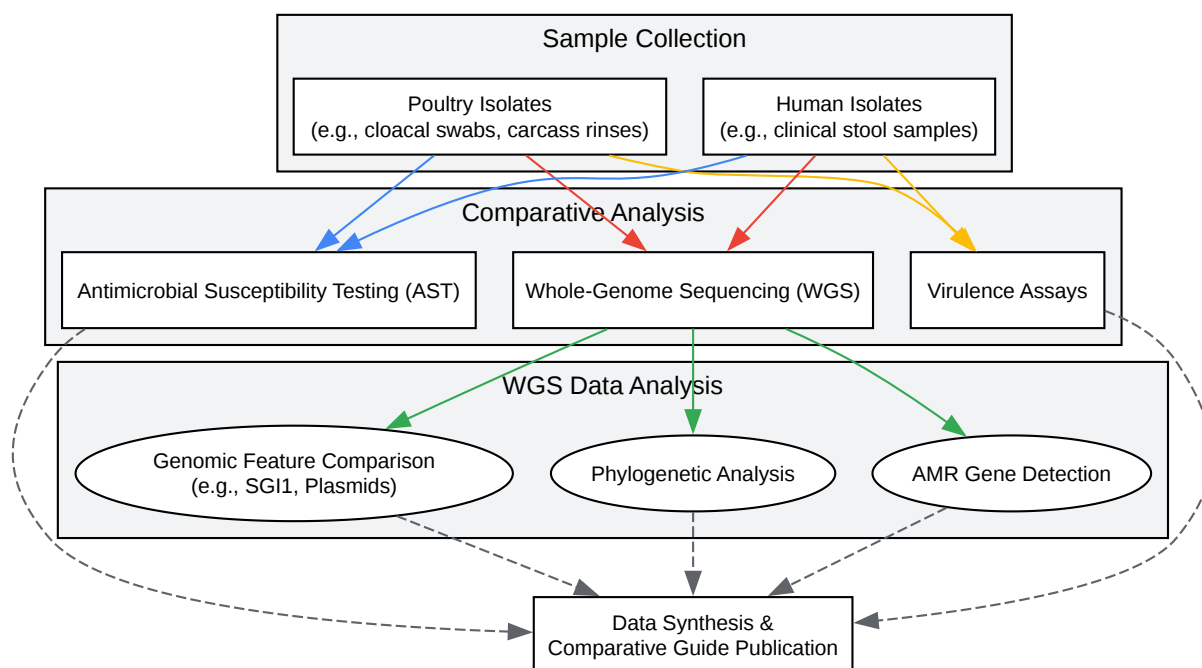 Sample Collection
Poultry Isolates
(e.g., cloacal swabs, carcass rinses)
Human Isolates
(e.g., clinical stool samples)
Comparative Analysis
Antimicrobial Susceptibility Testing (AST)
Whole-Genome Sequencing (WGS)
Virulence Assays
WGS Data Analysis
Genomic Feature Comparison
(e.g., SGI1, Plasmids)
Phylogenetic Analysis
AMR Gene Detection
Data Synthesis &
Comparative Guide Publication